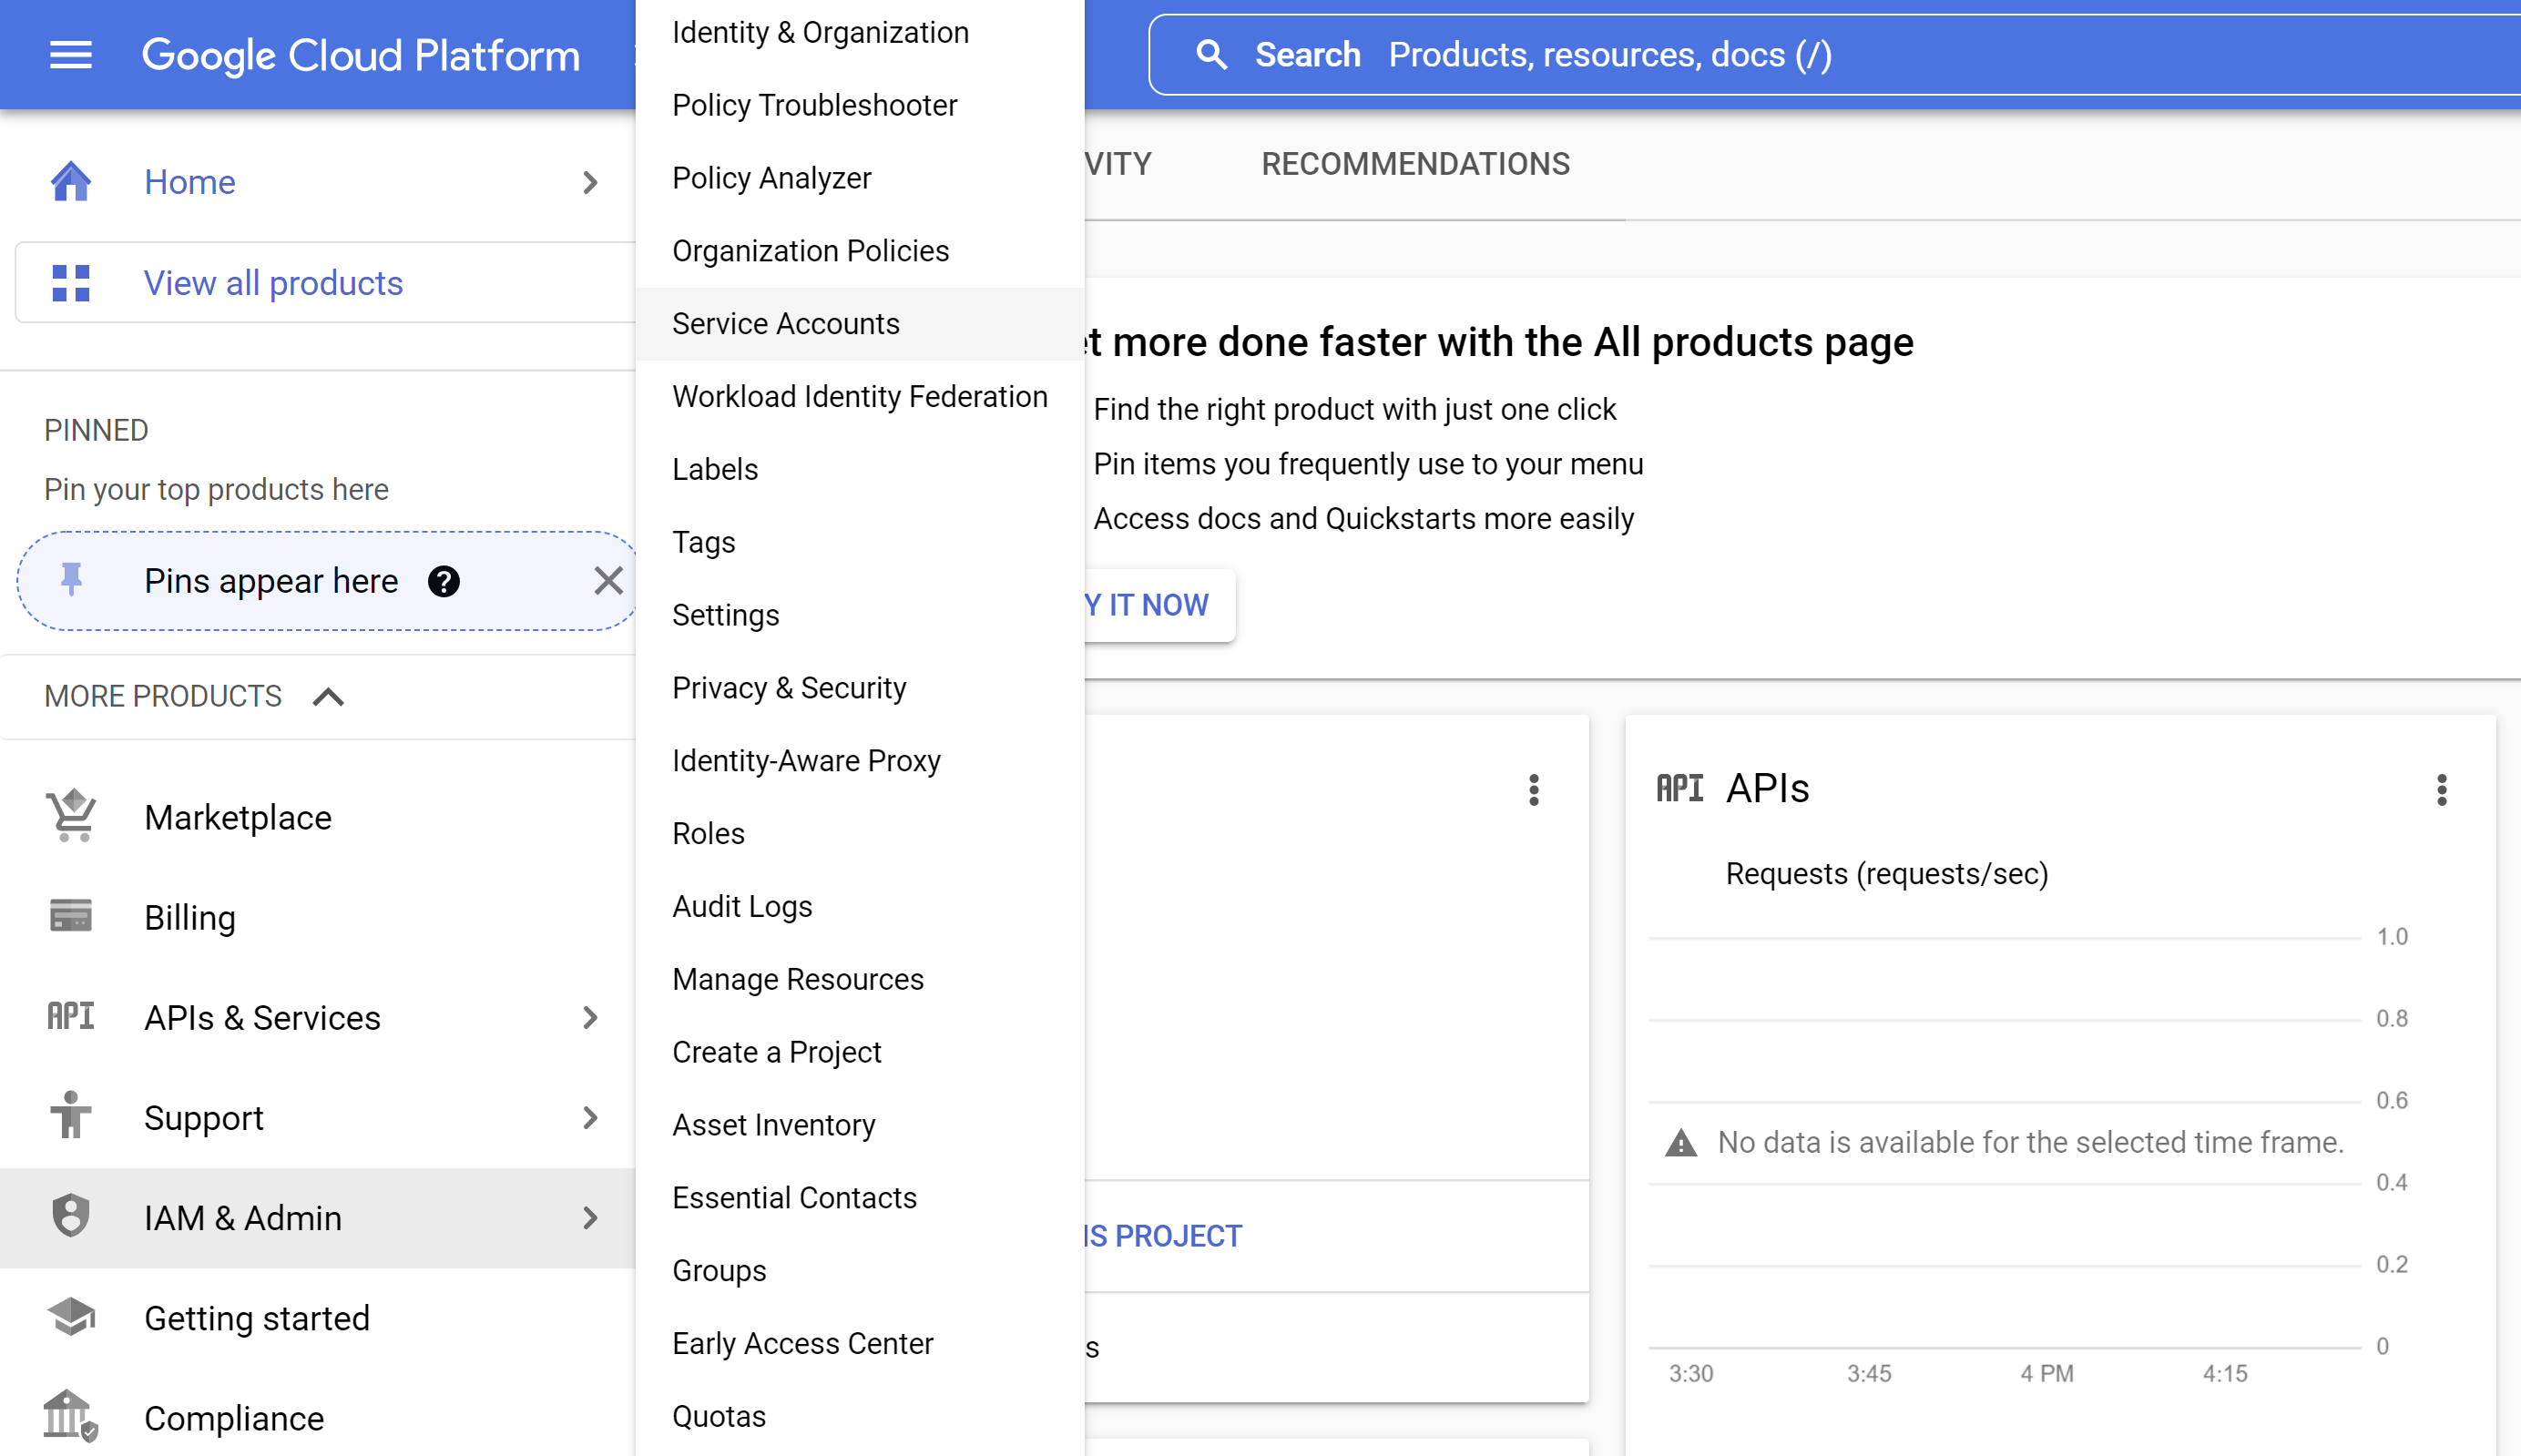 Google Cloud Platform
Search Products, resources, docs (/)
Home
View all products
PINNED
Pin your top products here
Pins appear here
MORE PRODUCTS
Marketplace
Billing
API APIs & Services
Support
IAM & Admin
Getting started
Compliance
Identity & Organization
Policy Troubleshooter
Policy Analyzer
Organization Policies
Service Accounts
Workload Identity Federation
Labels
Tags
Settings
Privacy & Security
Identity-Aware Proxy
Roles
Audit Logs
Manage Resources
Create a Project
Asset Inventory
Essential Contacts
Groups
Early Access Center
Quotas
VITY RECOMMENDATIONS
et more done faster with the All products page
Find the right product with just one click
Pin items you frequently use to your menu
Access docs and Quickstarts more easily
Y IT NOW
IS PROJECT
s
API APIs
Requests (requests/sec)
1.0
0.8
0.6
No data is available for the selected time frame.
0.4
0.2
0
3:30 3:45 4 PM 4:15